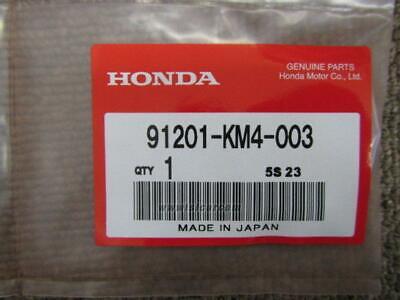 GENUINE PARTS
HONDA
Honda Motor Co., Ltd.
91201-KM4-003
QTY 1
5S 23
MADE IN JAPAN